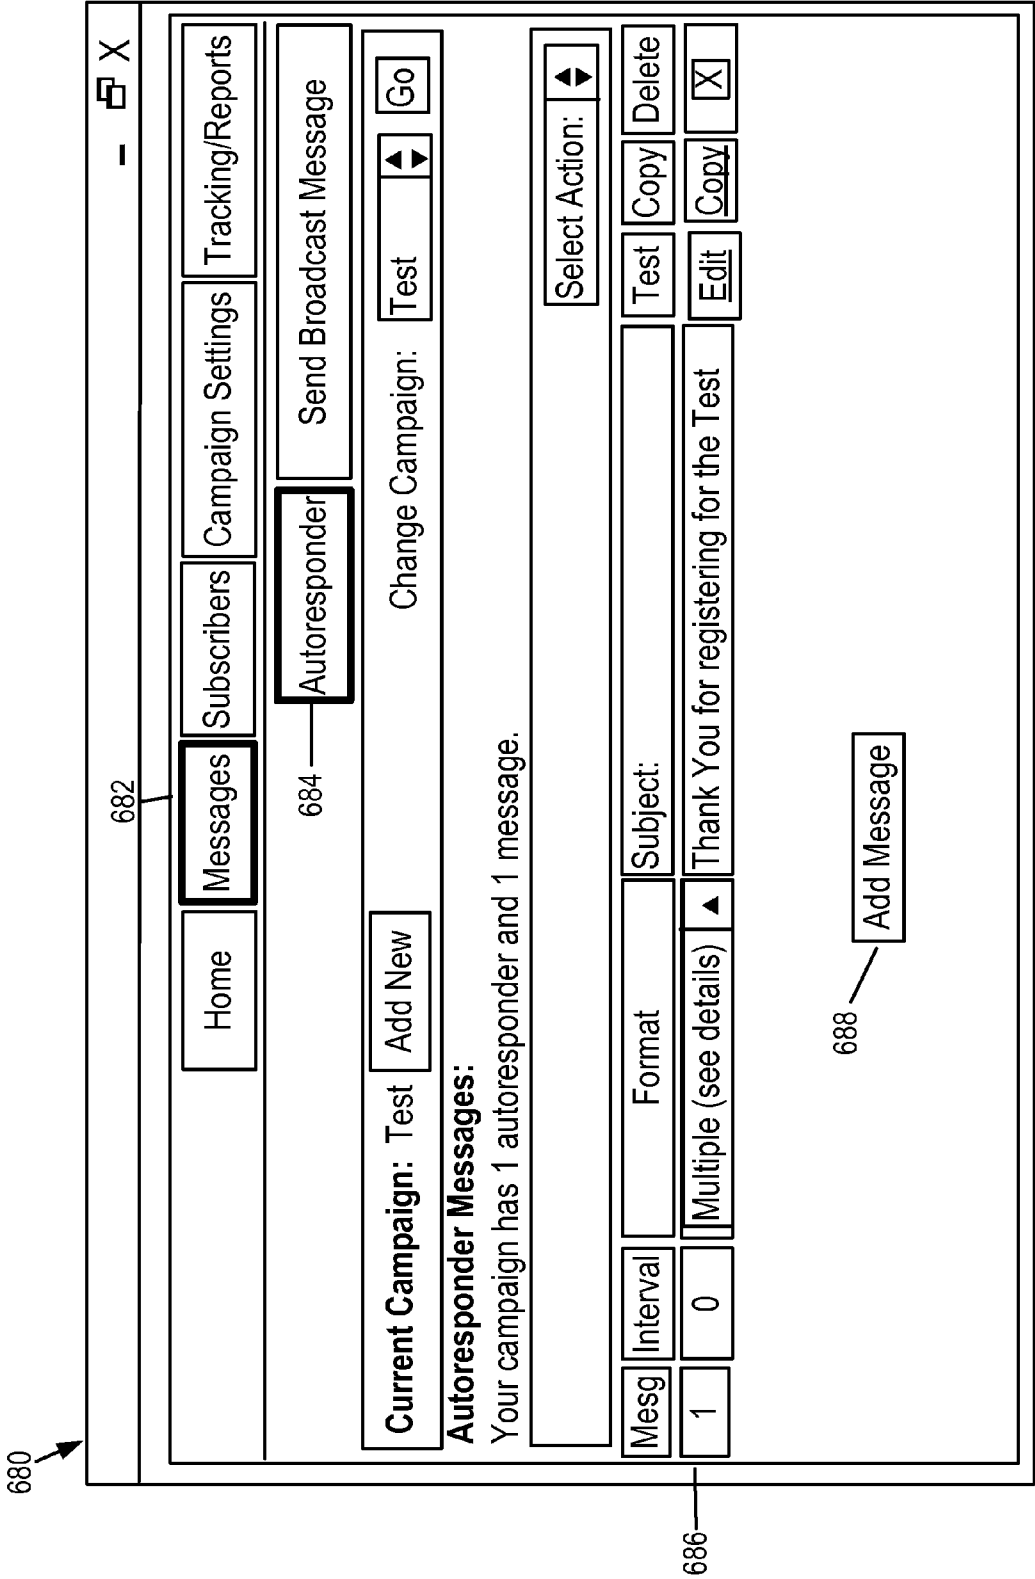 680
X
682
Home
Messages
Subscribers
Campaign Settings
Tracking/Reports
684
Autoresponder
Send Broadcast Message
Current Campaign: Test
Add New
Change Campaign:
Test
Go
Autoresponder Messages:
Your campaign has 1 autoresponder and 1 message.
Select Action:
Mesg
Interval
Format
Subject:
Test
Copy
Delete
686
1
0
Multiple (see details)
Thank You for registering for the Test
Edit
Copy
X
688
Add Message